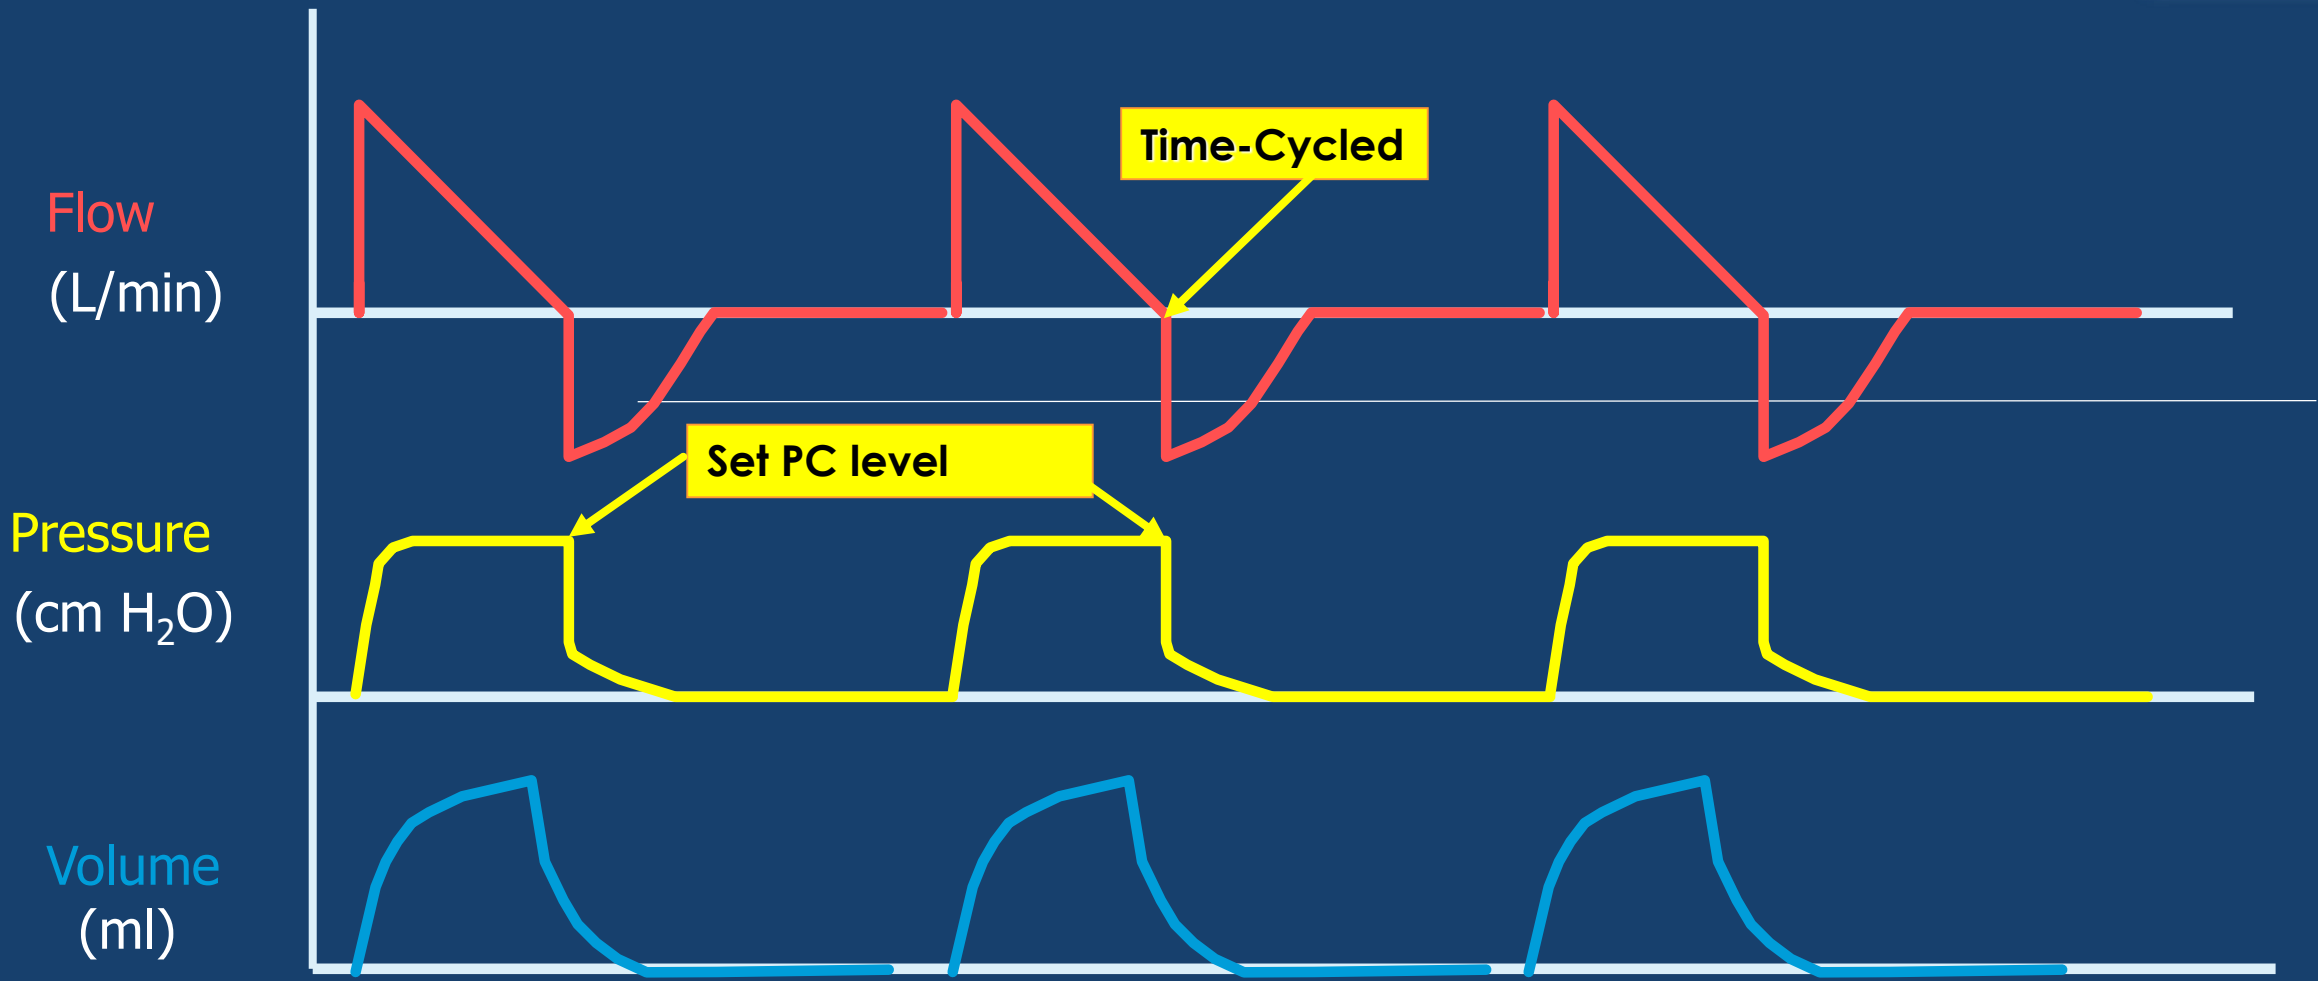 Time-Cycled
Flow
(L/min)
Set PC level
Pressure
(cm H₂O)
Volume
(ml)